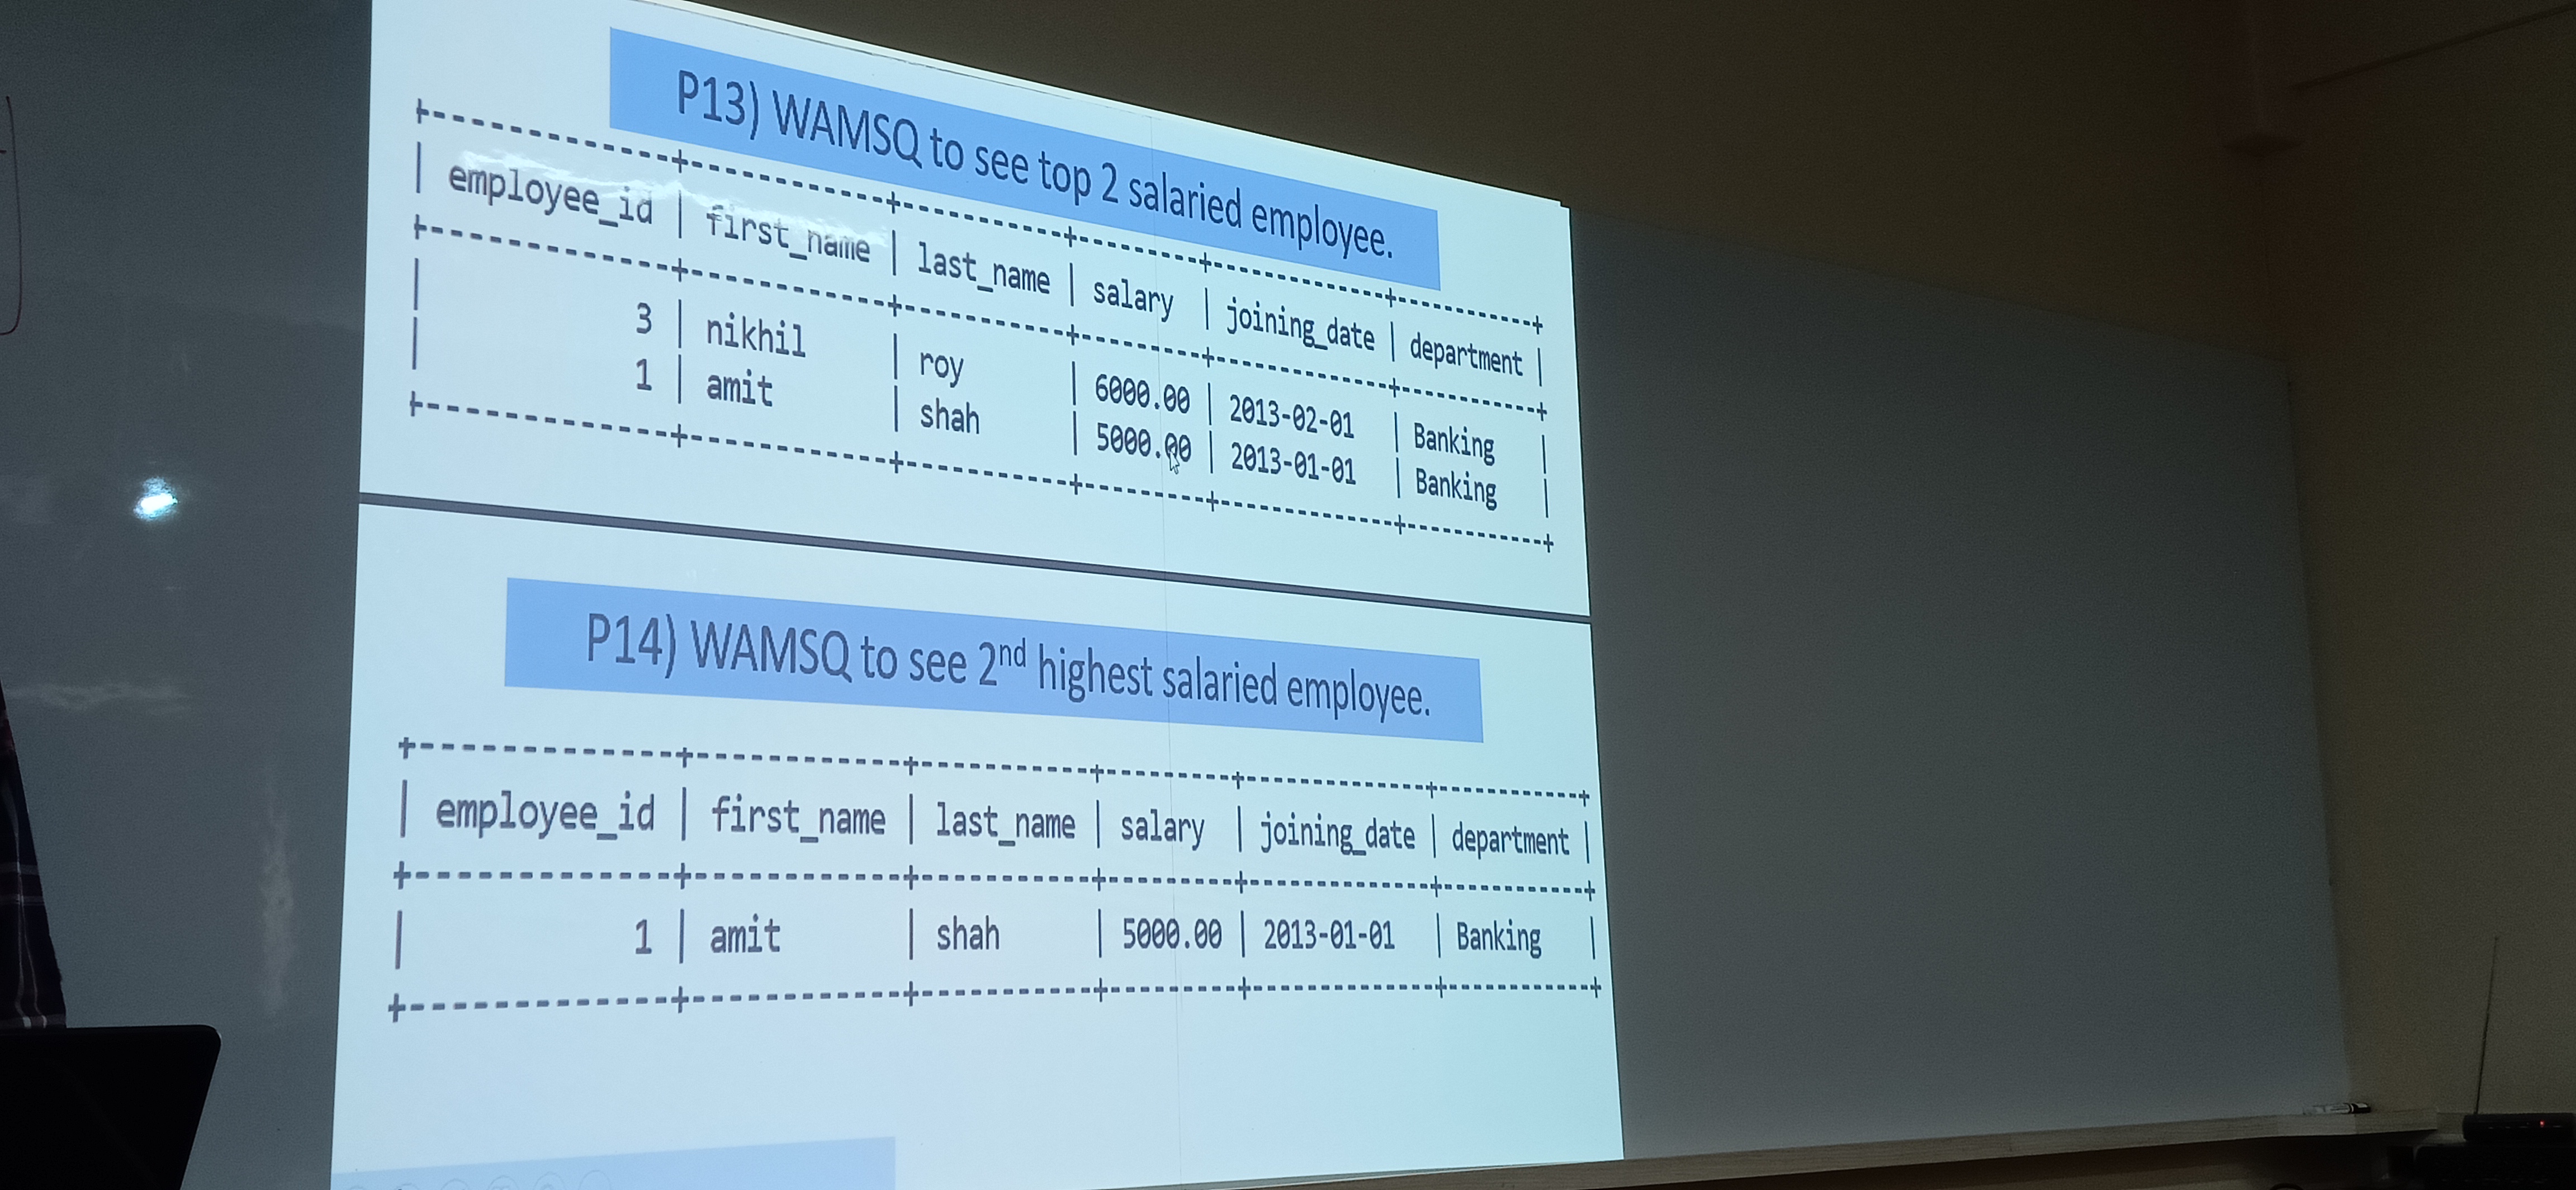 P13) WAMSQ to see top 2 salaried employee.
+-------------+------------+-----------+---------+--------------+------------+
| employee_id | first_name | last_name | salary | joining_date | department |
+-------------+------------+-----------+---------+--------------+------------+
| 3 | nikhil | roy | 6000.00 | 2013-02-01 | Banking |
| 1 | amit | shah | 5000.00 | 2013-01-01 | Banking |
+-------------+------------+-----------+---------+--------------+------------+
P14) WAMSQ to see 2nd highest salaried employee.
+-------------+------------+-----------+---------+--------------+------------+
| employee_id | first_name | last_name | salary | joining_date | department |
+-------------+------------+-----------+---------+--------------+------------+
| 1 | amit | shah | 5000.00 | 2013-01-01 | Banking |
+-------------+------------+-----------+---------+--------------+------------+